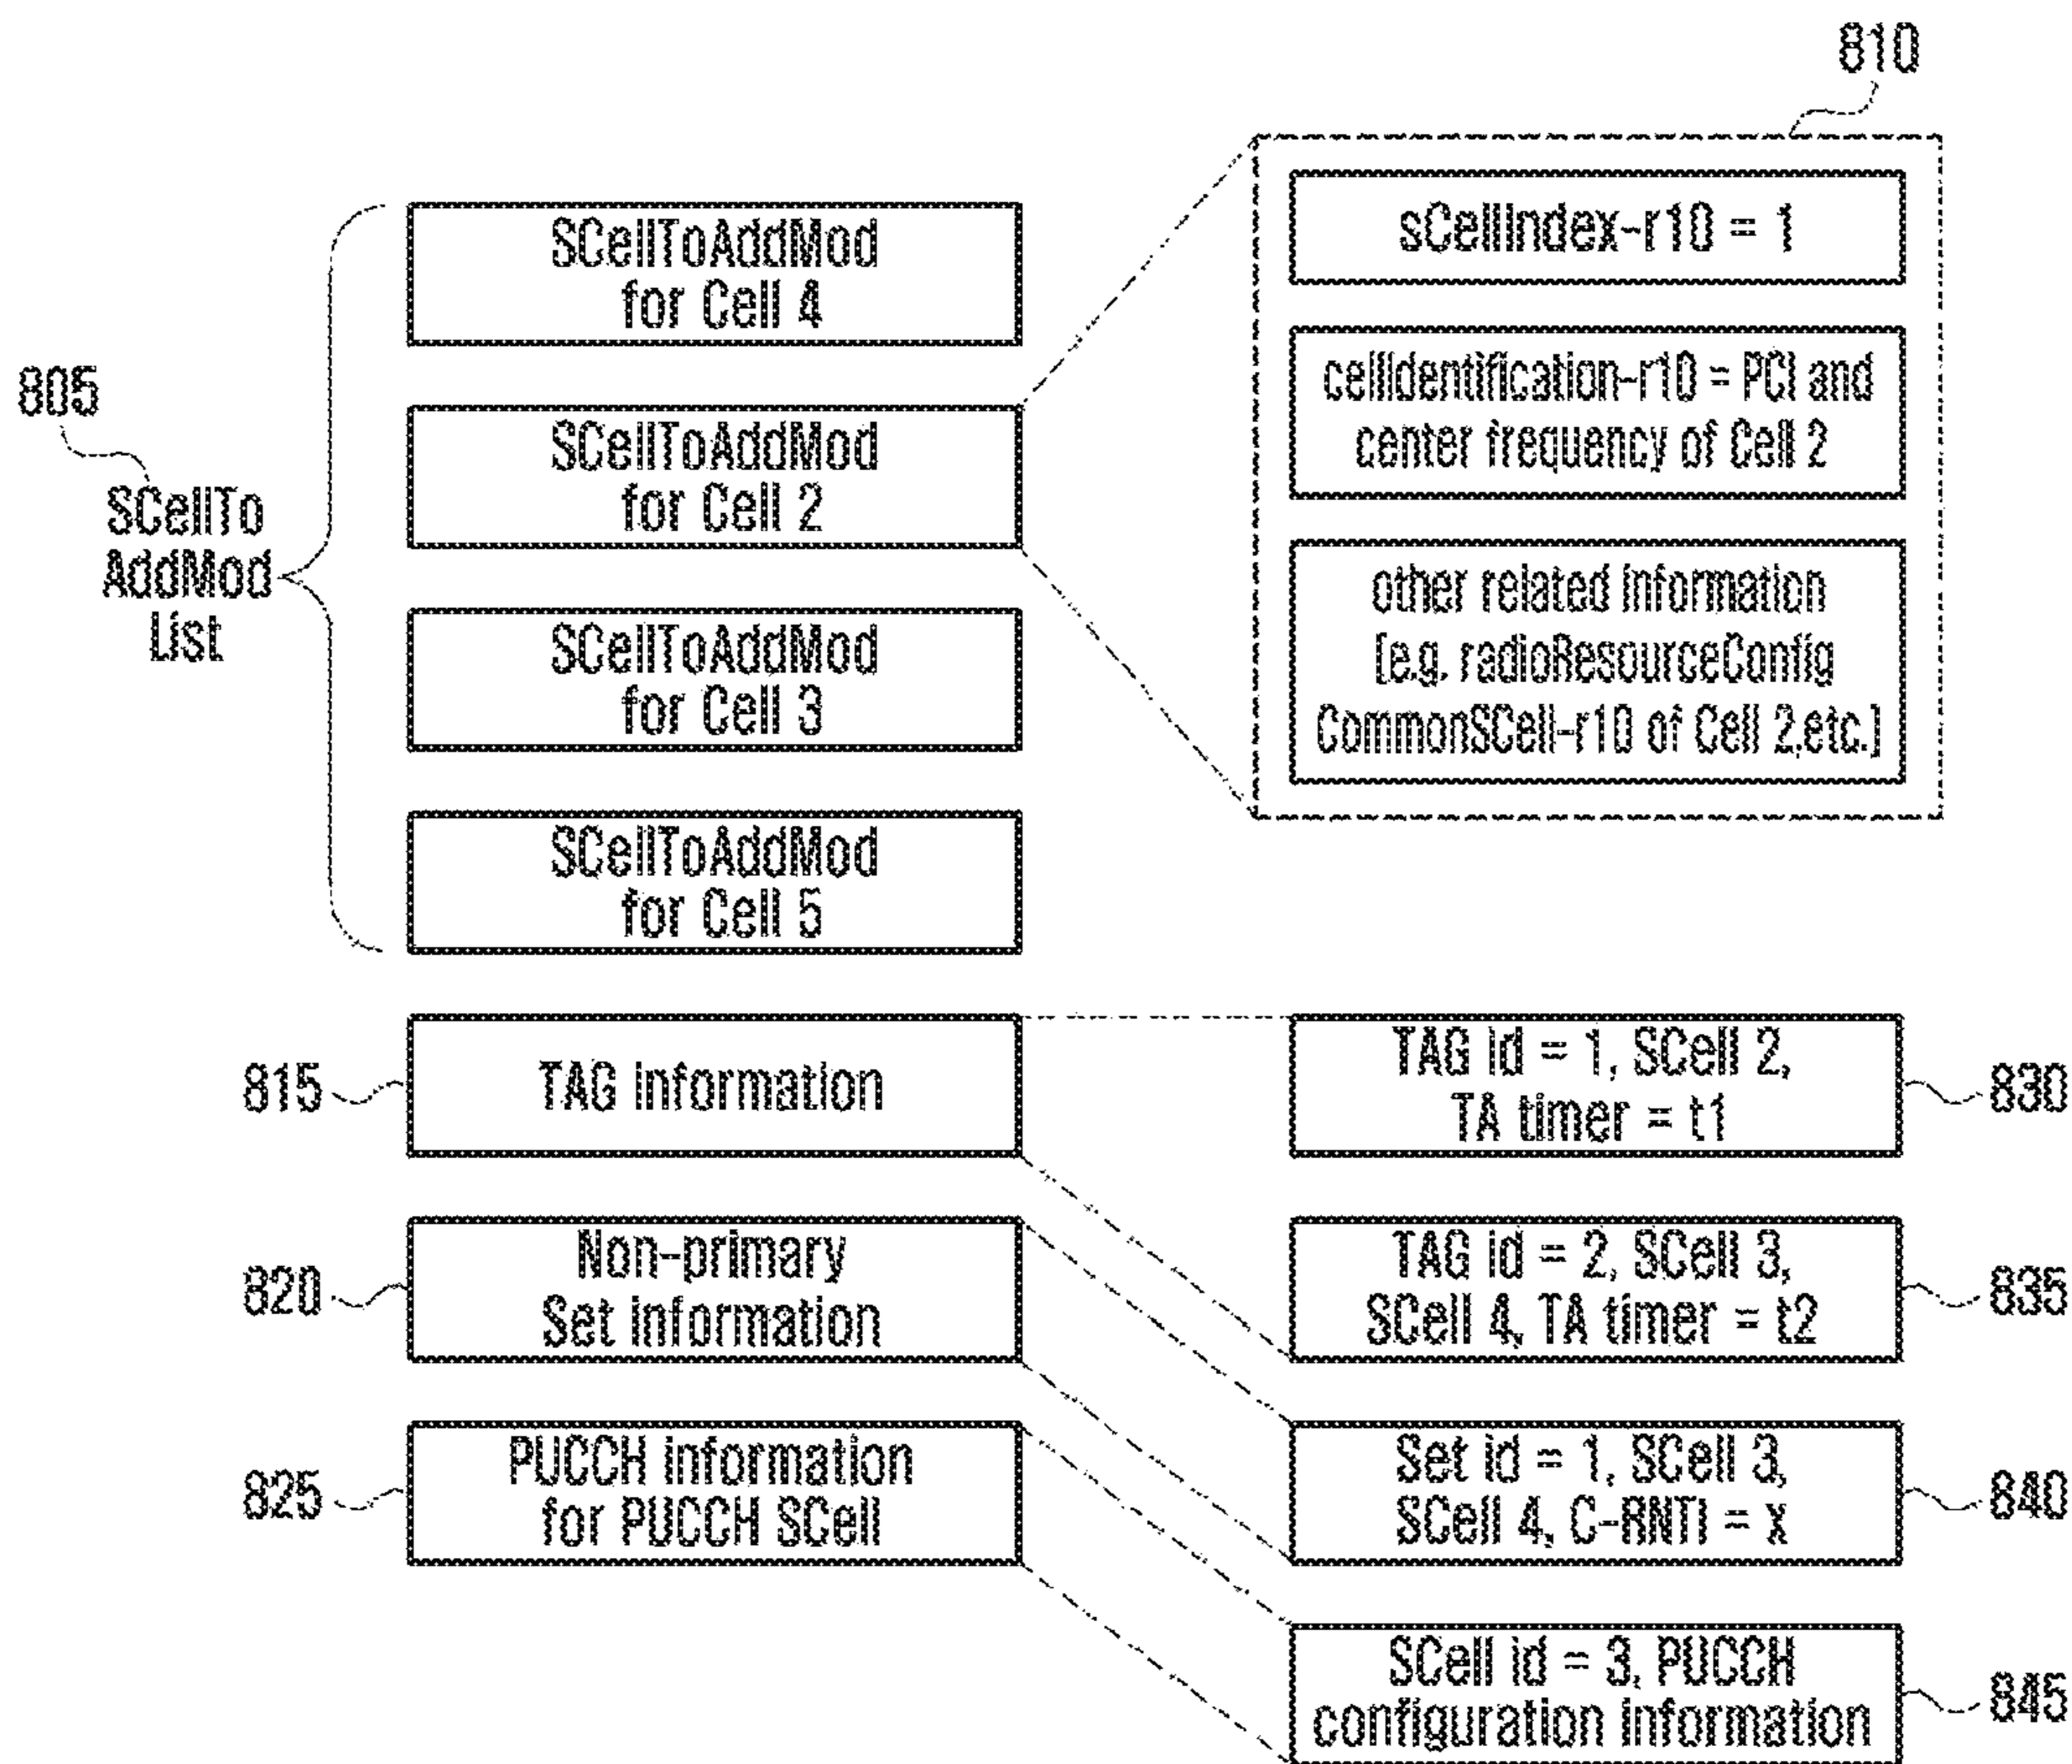 810
sCellIndex-r10 = 1
cellIdentification-r10 = PCI and
center frequency of Cell 2
other related information
[e.g. radioResourceConfig
CommonSCell-r10 of Cell 2,etc.]
805
SCellTo
AddMod
List
SCellToAddMod
for Cell 4
SCellToAddMod
for Cell 2
SCellToAddMod
for Cell 3
SCellToAddMod
for Cell 5
815
TAG information
TAG id = 1, SCell 2,
TA timer = t1
830
820
Non-primary
Set information
TAG id = 2, SCell 3,
SCell 4, TA timer = t2
835
825
PUCCH information
for PUCCH SCell
Set id = 1, SCell 3,
SCell 4, C-RNTI = x
840
SCell id = 3, PUCCH
configuration information
845